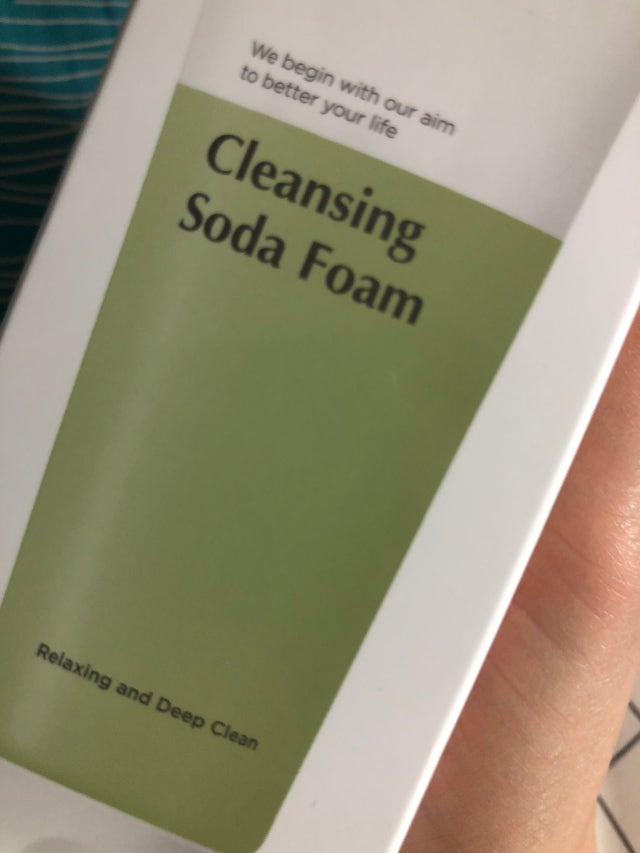 We begin with our aim
to better your life
Cleansing
Soda Foam
Relaxing and Deep Clean